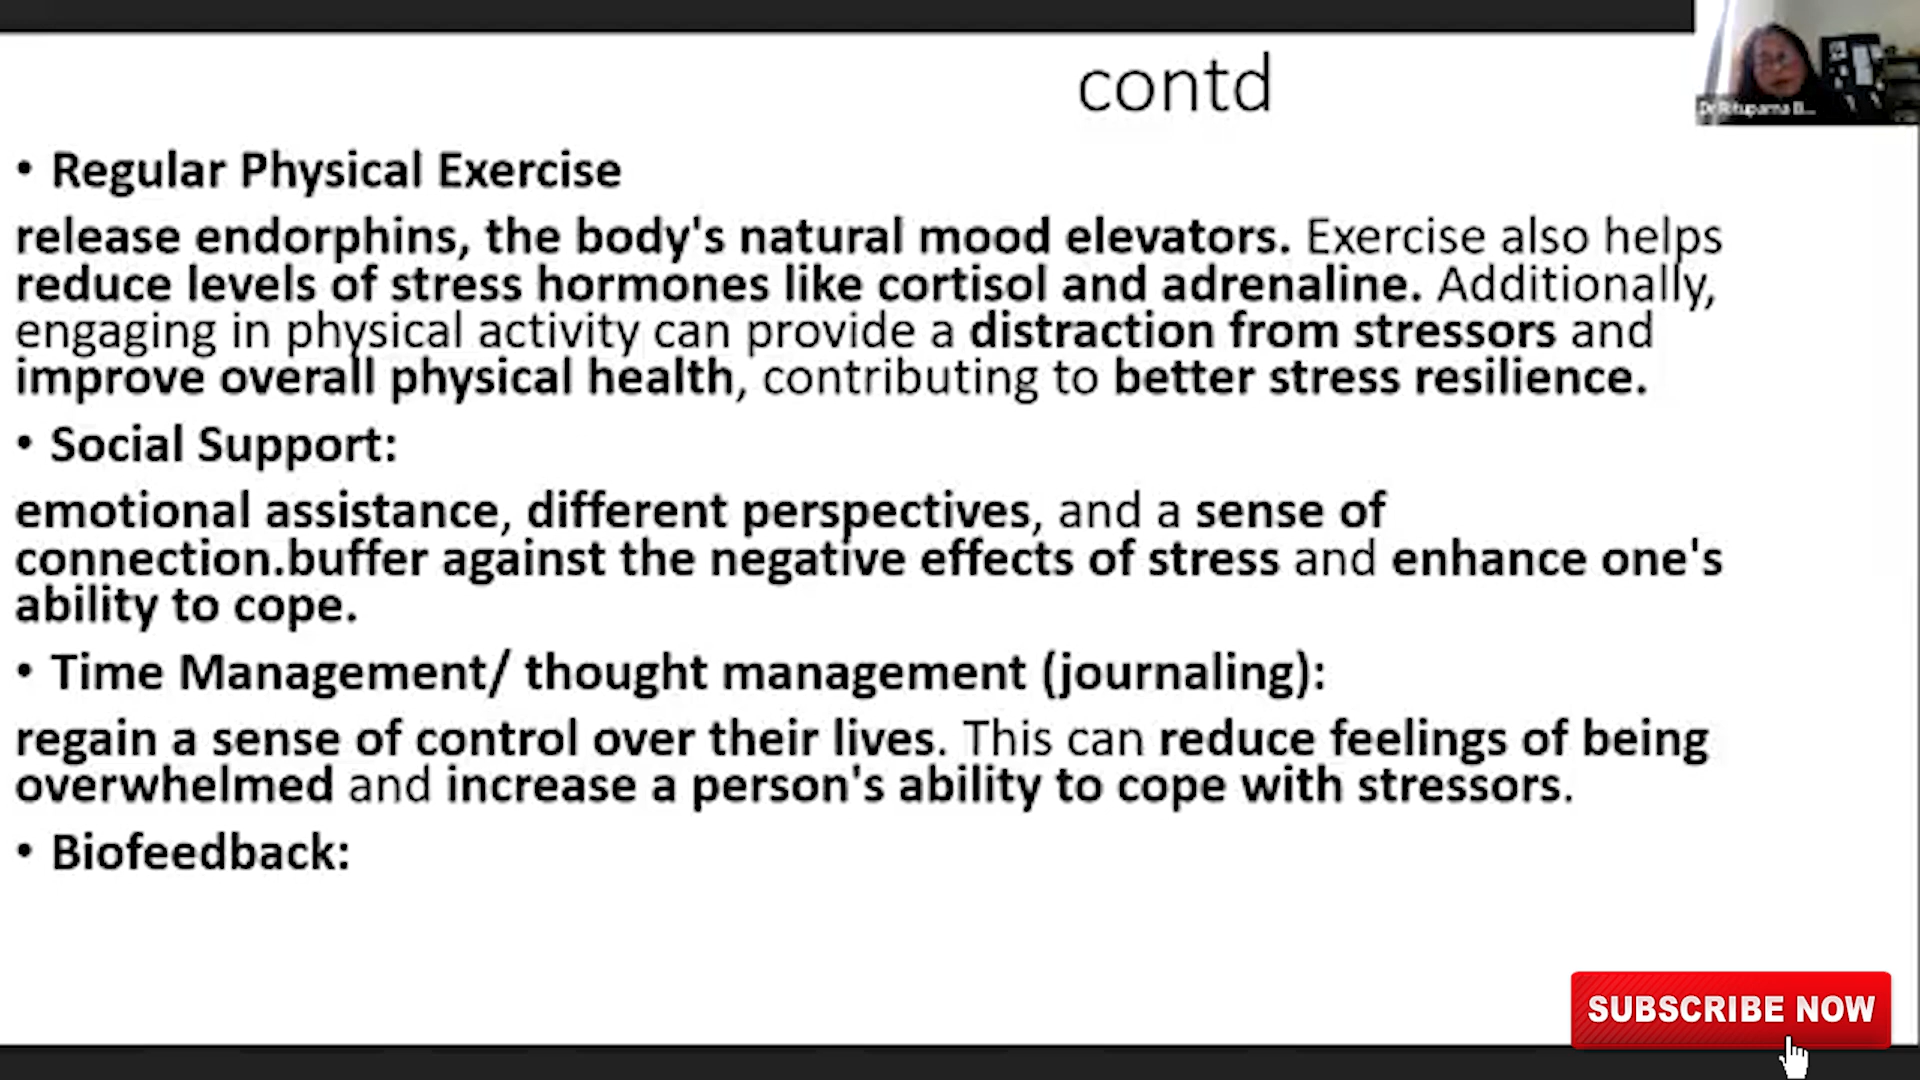 contd
Dr Rituparna B...
• Regular Physical Exercise
release endorphins, the body's natural mood elevators. Exercise also helps
reduce levels of stress hormones like cortisol and adrenaline. Additionally,
engaging in physical activity can provide a distraction from stressors and
improve overall physical health, contributing to better stress resilience.
• Social Support:
emotional assistance, different perspectives, and a sense of
connection.buffer against the negative effects of stress and enhance one's
ability to cope.
• Time Management/ thought management (journaling):
regain a sense of control over their lives. This can reduce feelings of being
overwhelmed and increase a person's ability to cope with stressors.
• Biofeedback:
SUBSCRIBE NOW